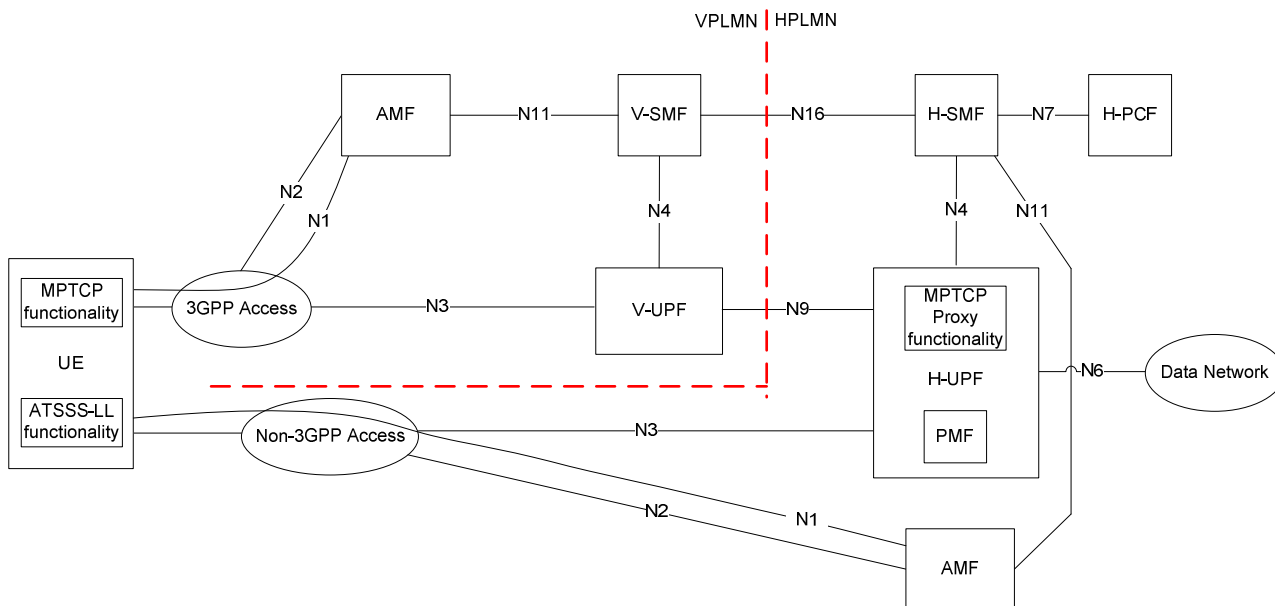 VPLMN HPLMN
AMF
N11
V-SMF
N16
H-SMF
N7
H-PCF
N2
N1
N4
N4
N11
MPTCP
functionality
UE
ATSSS-LL
functionality
3GPP Access
N3
V-UPF
N9
MPTCP
Proxy
functionality
H-UPF
PMF
N6
Data Network
Non-3GPP Access
N3
N2
N1
AMF